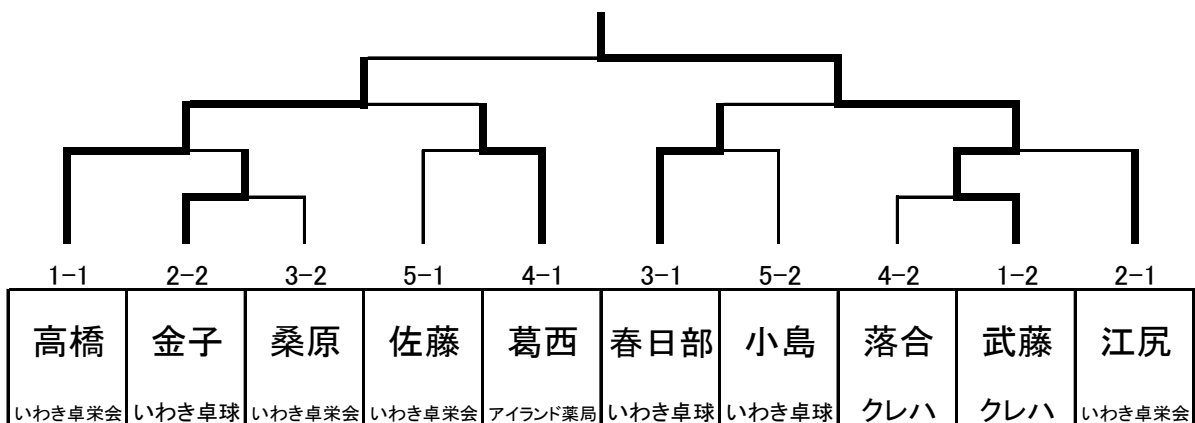 1-1 2-2 3-2 5-1 4-1 3-1 5-2 4-2 1-2 2-1
高橋 金子 桑原 佐藤 葛西 春日部 小島 落合 武藤 江尻
いわき卓栄会 いわき卓球 いわき卓栄会 いわき卓栄会 アイランド薬局 いわき卓球 いわき卓球 クレハ クレハ いわき卓栄会